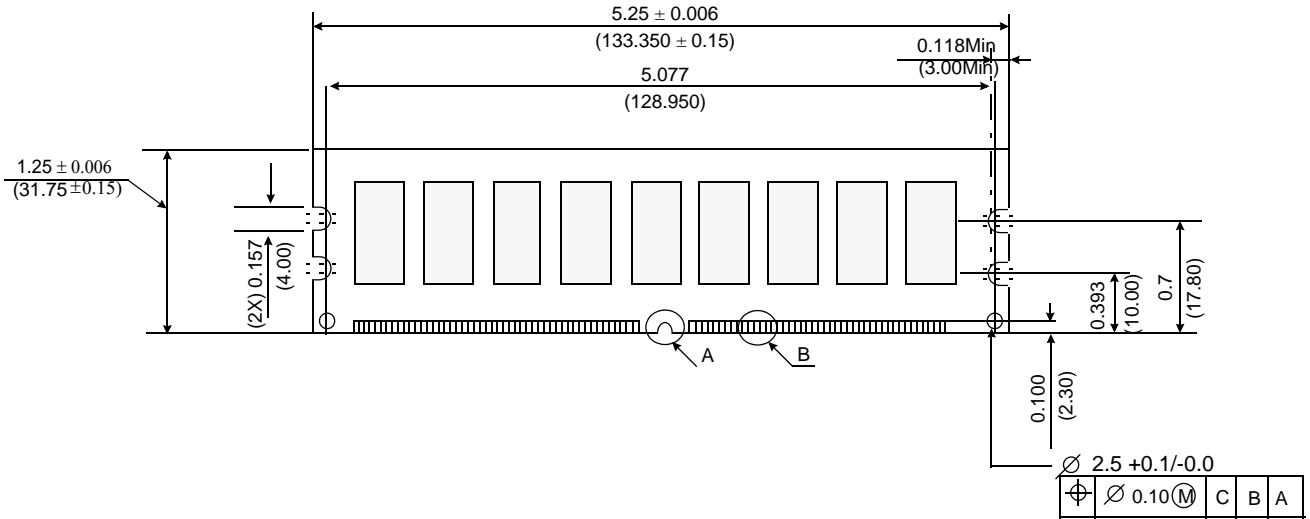 5.25 ± 0.006
(133.350 ± 0.15)
0.118Min
(3.00Min)
5.077
(128.950)
1.25 ± 0.006
(31.75 ±0.15)
(2X) 0.157
(4.00)
0.393
(10.00)
0.7
(17.80)
A
B
0.100
(2.30)
∅ 2.5 +0.1/-0.0
⌖ ∅ 0.10 Ⓜ C B A